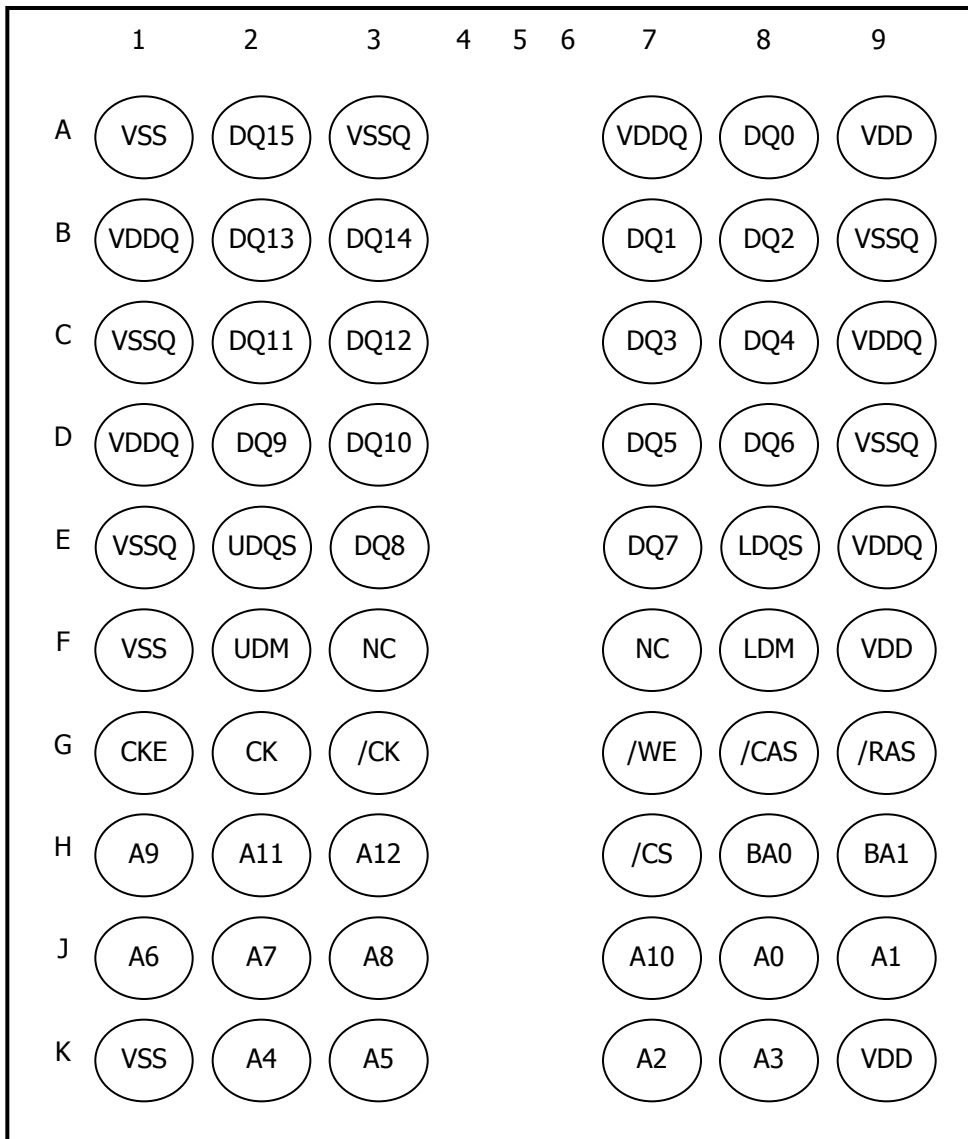 1 2 3 4 5 6 7 8 9
A VSS DQ15 VSSQ VDDQ DQ0 VDD
B VDDQ DQ13 DQ14 DQ1 DQ2 VSSQ
C VSSQ DQ11 DQ12 DQ3 DQ4 VDDQ
D VDDQ DQ9 DQ10 DQ5 DQ6 VSSQ
E VSSQ UDQS DQ8 DQ7 LDQS VDDQ
F VSS UDM NC NC LDM VDD
G CKE CK /CK /WE /CAS /RAS
H A9 A11 A12 /CS BA0 BA1
J A6 A7 A8 A10 A0 A1
K VSS A4 A5 A2 A3 VDD